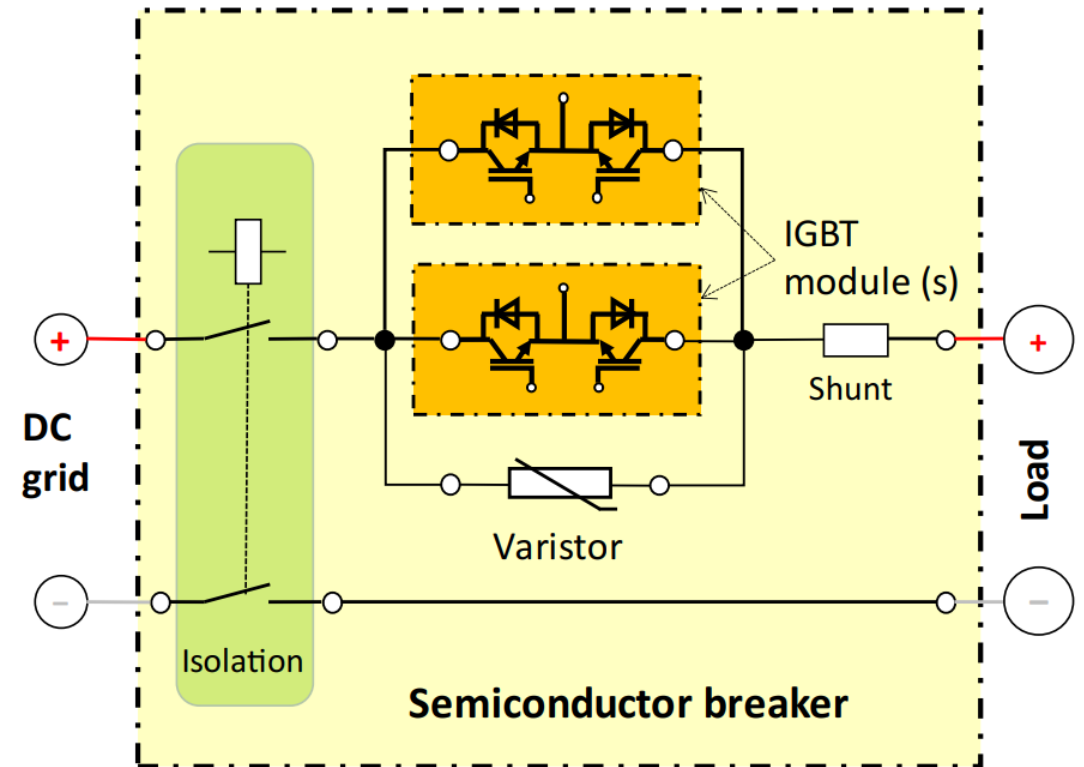 IGBT
module (s)
+
+
Shunt
DC
grid
Load
Varistor
−
−
Isolation
Semiconductor breaker